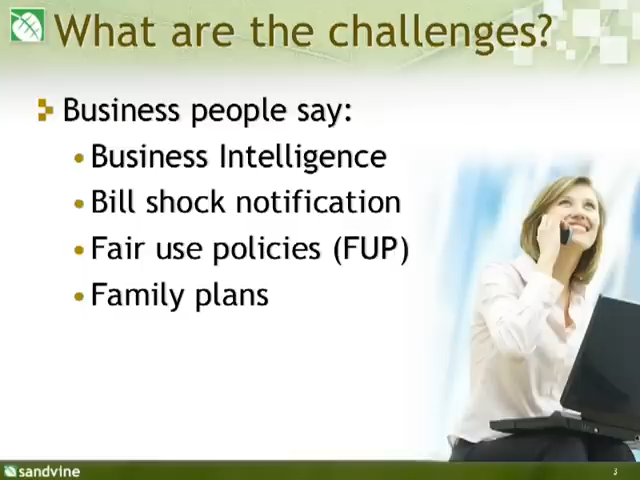 What are the challenges?
Business people say:
• Business Intelligence
• Bill shock notification
• Fair use policies (FUP)
• Family plans
sandvine
3